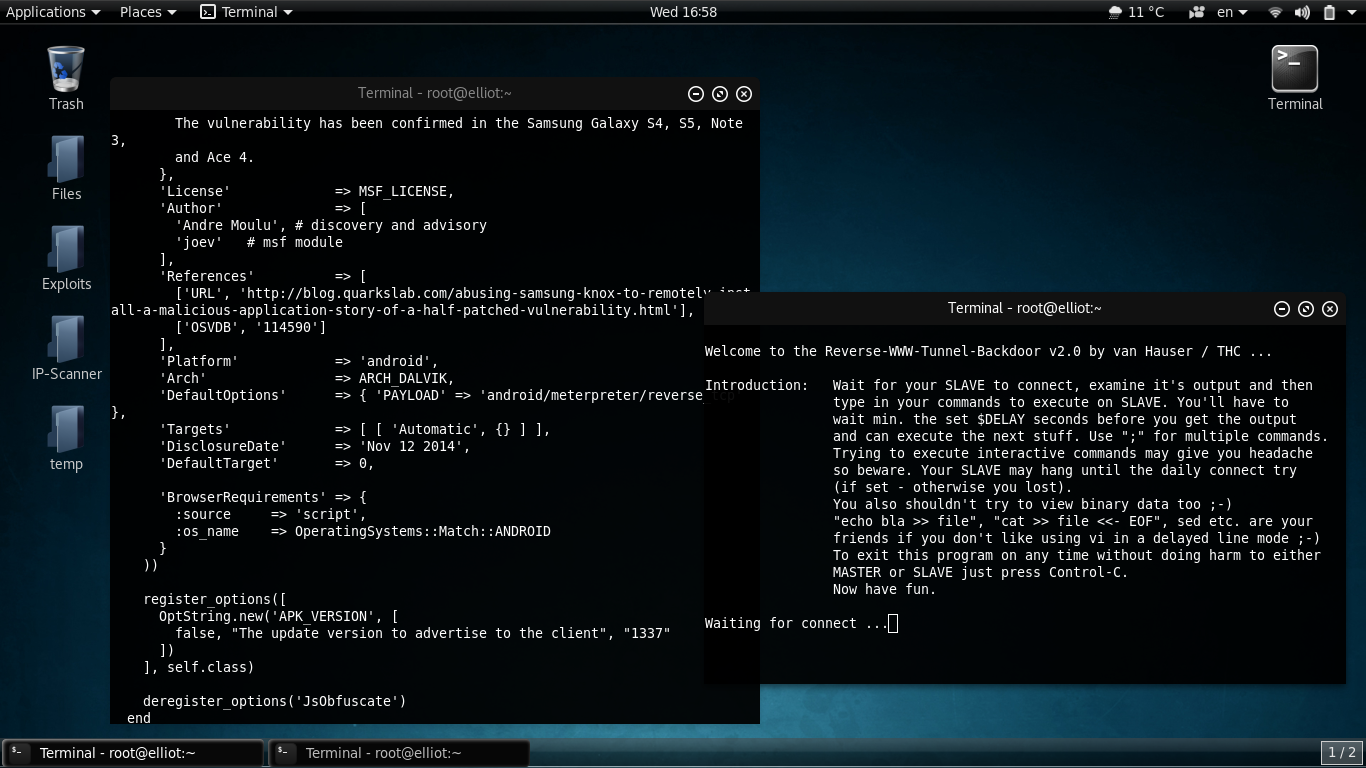 Applications
Places
Terminal
Wed 16:58
11 °C
en
Trash
Files
Exploits
IP-Scanner
temp
Terminal
Terminal - root@elliot:~
The vulnerability has been confirmed in the Samsung Galaxy S4, S5, Note
3,
and Ace 4.
},
'License' => MSF_LICENSE,
'Author' => [
'Andre Moulu', # discovery and advisory
'joev' # msf module
],
'References' => [
['URL', 'http://blog.quarkslab.com/abusing-samsung-knox-to-remotely-inst
all-a-malicious-application-story-of-a-half-patched-vulnerability.html'],
['OSVDB', '114590']
],
'Platform' => 'android',
'Arch' => ARCH_DALVIK,
'DefaultOptions' => { 'PAYLOAD' => 'android/meterpreter/reverse_tcp'
},
'Targets' => [ [ 'Automatic', {} ] ],
'DisclosureDate' => 'Nov 12 2014',
'DefaultTarget' => 0,
'BrowserRequirements' => {
:source => 'script',
:os_name => OperatingSystems::Match::ANDROID
}
))
register_options([
OptString.new('APK_VERSION', [
false, "The update version to advertise to the client", "1337"
])
], self.class)
deregister_options('JsObfuscate')
end
Terminal - root@elliot:~
Welcome to the Reverse-WWW-Tunnel-Backdoor v2.0 by van Hauser / THC ...
Introduction: Wait for your SLAVE to connect, examine it's output and then
type in your commands to execute on SLAVE. You'll have to
wait min. the set $DELAY seconds before you get the output
and can execute the next stuff. Use ";" for multiple commands.
Trying to execute interactive commands may give you headache
so beware. Your SLAVE may hang until the daily connect try
(if set - otherwise you lost).
You also shouldn't try to view binary data too ;-)
"echo bla >> file", "cat >> file <<- EOF", sed etc. are your
friends if you don't like using vi in a delayed line mode ;-)
To exit this program on any time without doing harm to either
MASTER or SLAVE just press Control-C.
Now have fun.
Waiting for connect ...
Terminal - root@elliot:~
Terminal - root@elliot:~
1 / 2